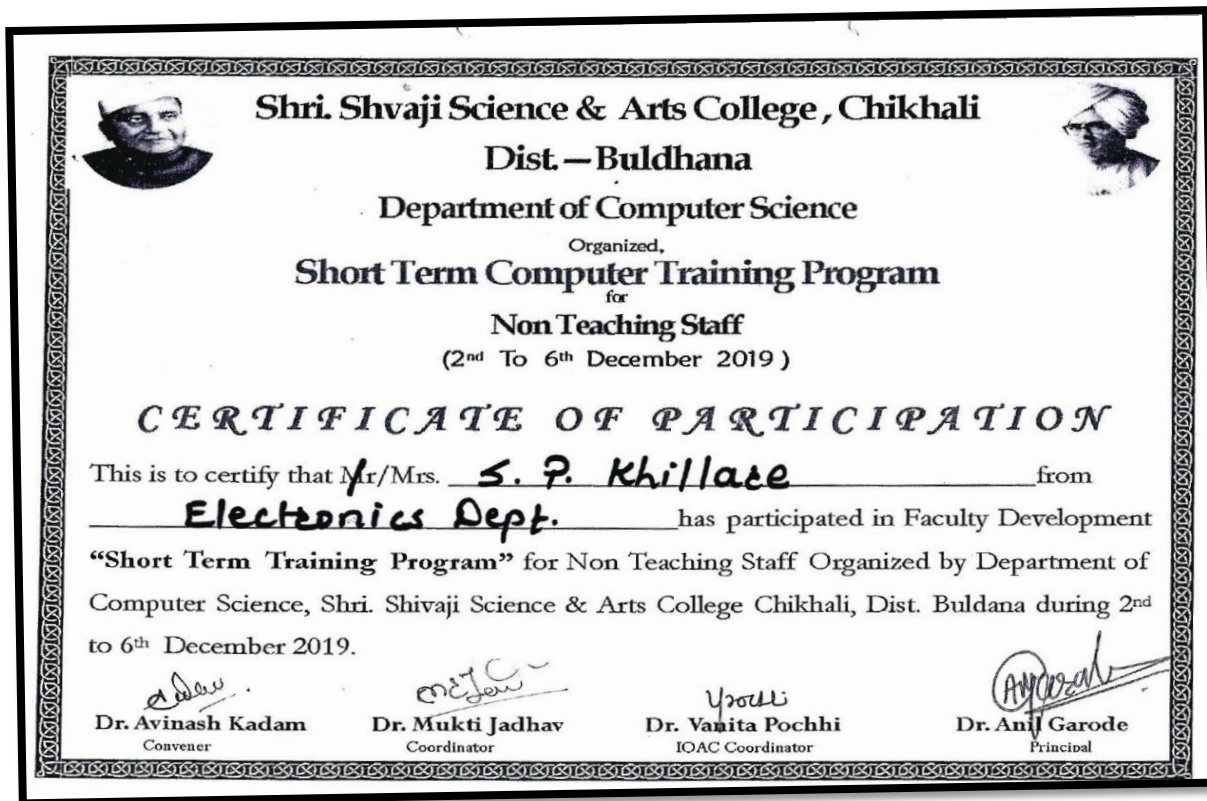 Shri. Shvaji Science & Arts College, Chikhali
Dist. – Buldhana
Department of Computer Science
Organized,
Short Term Computer Training Program
for
Non Teaching Staff
(2nd To 6th December 2019)
CERTIFICATE OF PARTICIPATION
This is to certify that Mr/Mrs. S. P. Khillare from
Electronics Dept. has participated in Faculty Development
“Short Term Training Program” for Non Teaching Staff Organized by Department of
Computer Science, Shri. Shivaji Science & Arts College Chikhali, Dist. Buldana during 2nd
to 6th December 2019.
Dr. Avinash Kadam Dr. Mukti Jadhav Dr. Vanita Pochhi Dr. Anil Garode
Convener Coordinator IQAC Coordinator Principal